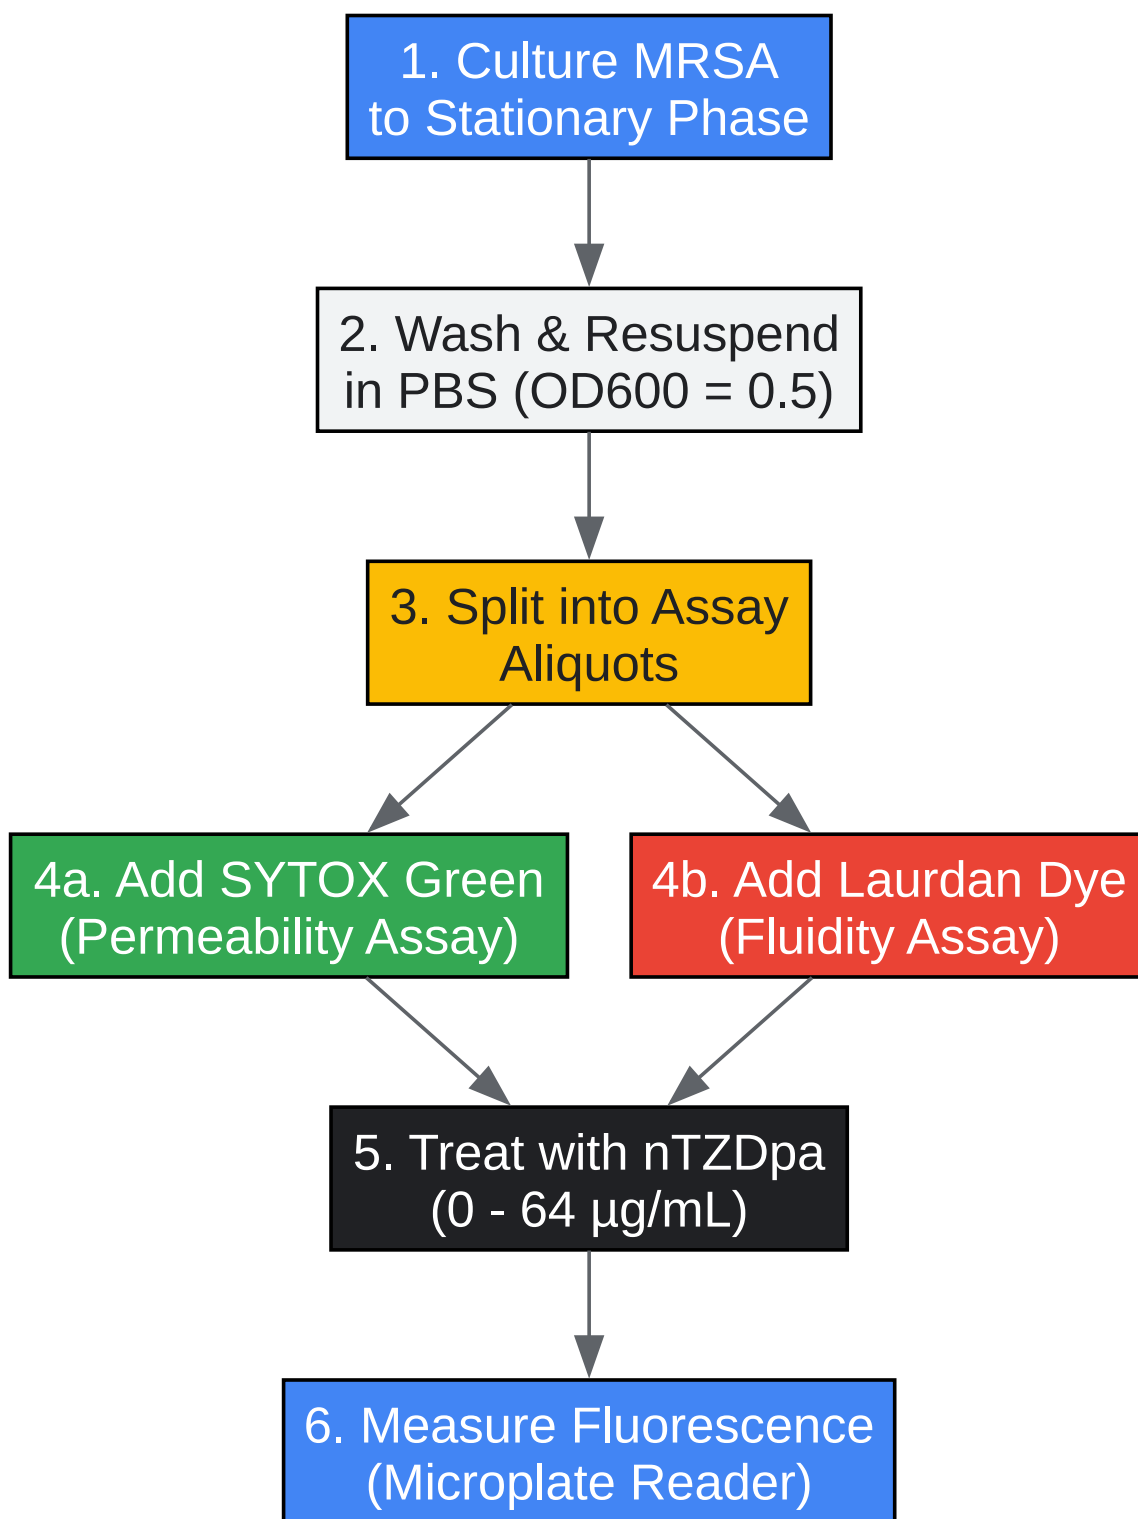 1. Culture MRSA
to Stationary Phase
2. Wash & Resuspend
in PBS (OD600 = 0.5)
3. Split into Assay
Aliquots
4a. Add SYTOX Green
(Permeability Assay)
4b. Add Laurdan Dye
(Fluidity Assay)
5. Treat with nTZDpa
(0 - 64 µg/mL)
6. Measure Fluorescence
(Microplate Reader)